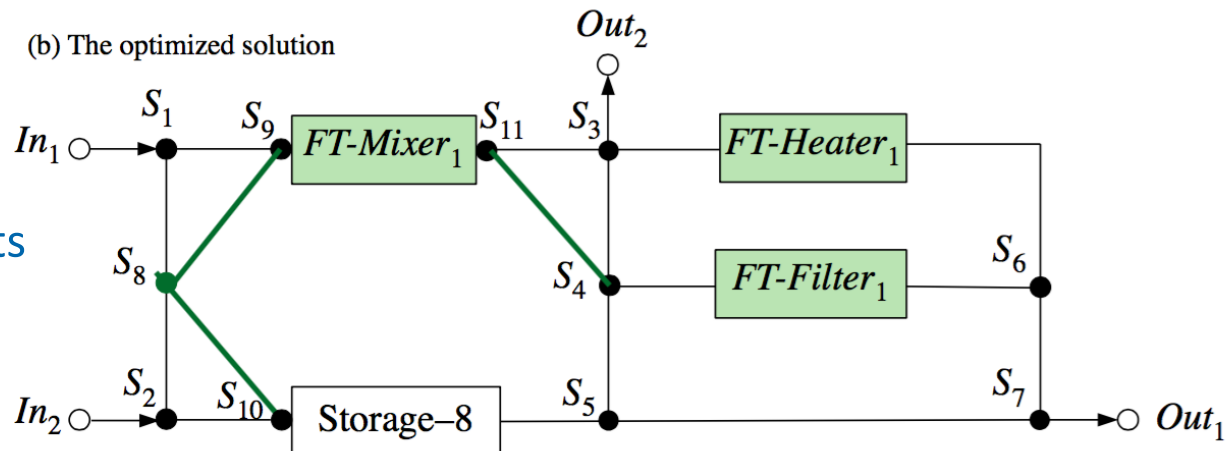 (b) The optimized solution
Out₂
S₁
S₉
S₁₁
S₃
In₁
FT-Mixer₁
FT-Heater₁
ts
S₈
S₄
FT-Filter₁
S₆
S₂
S₁₀
S₅
S₇
In₂
Storage–8
Out₁